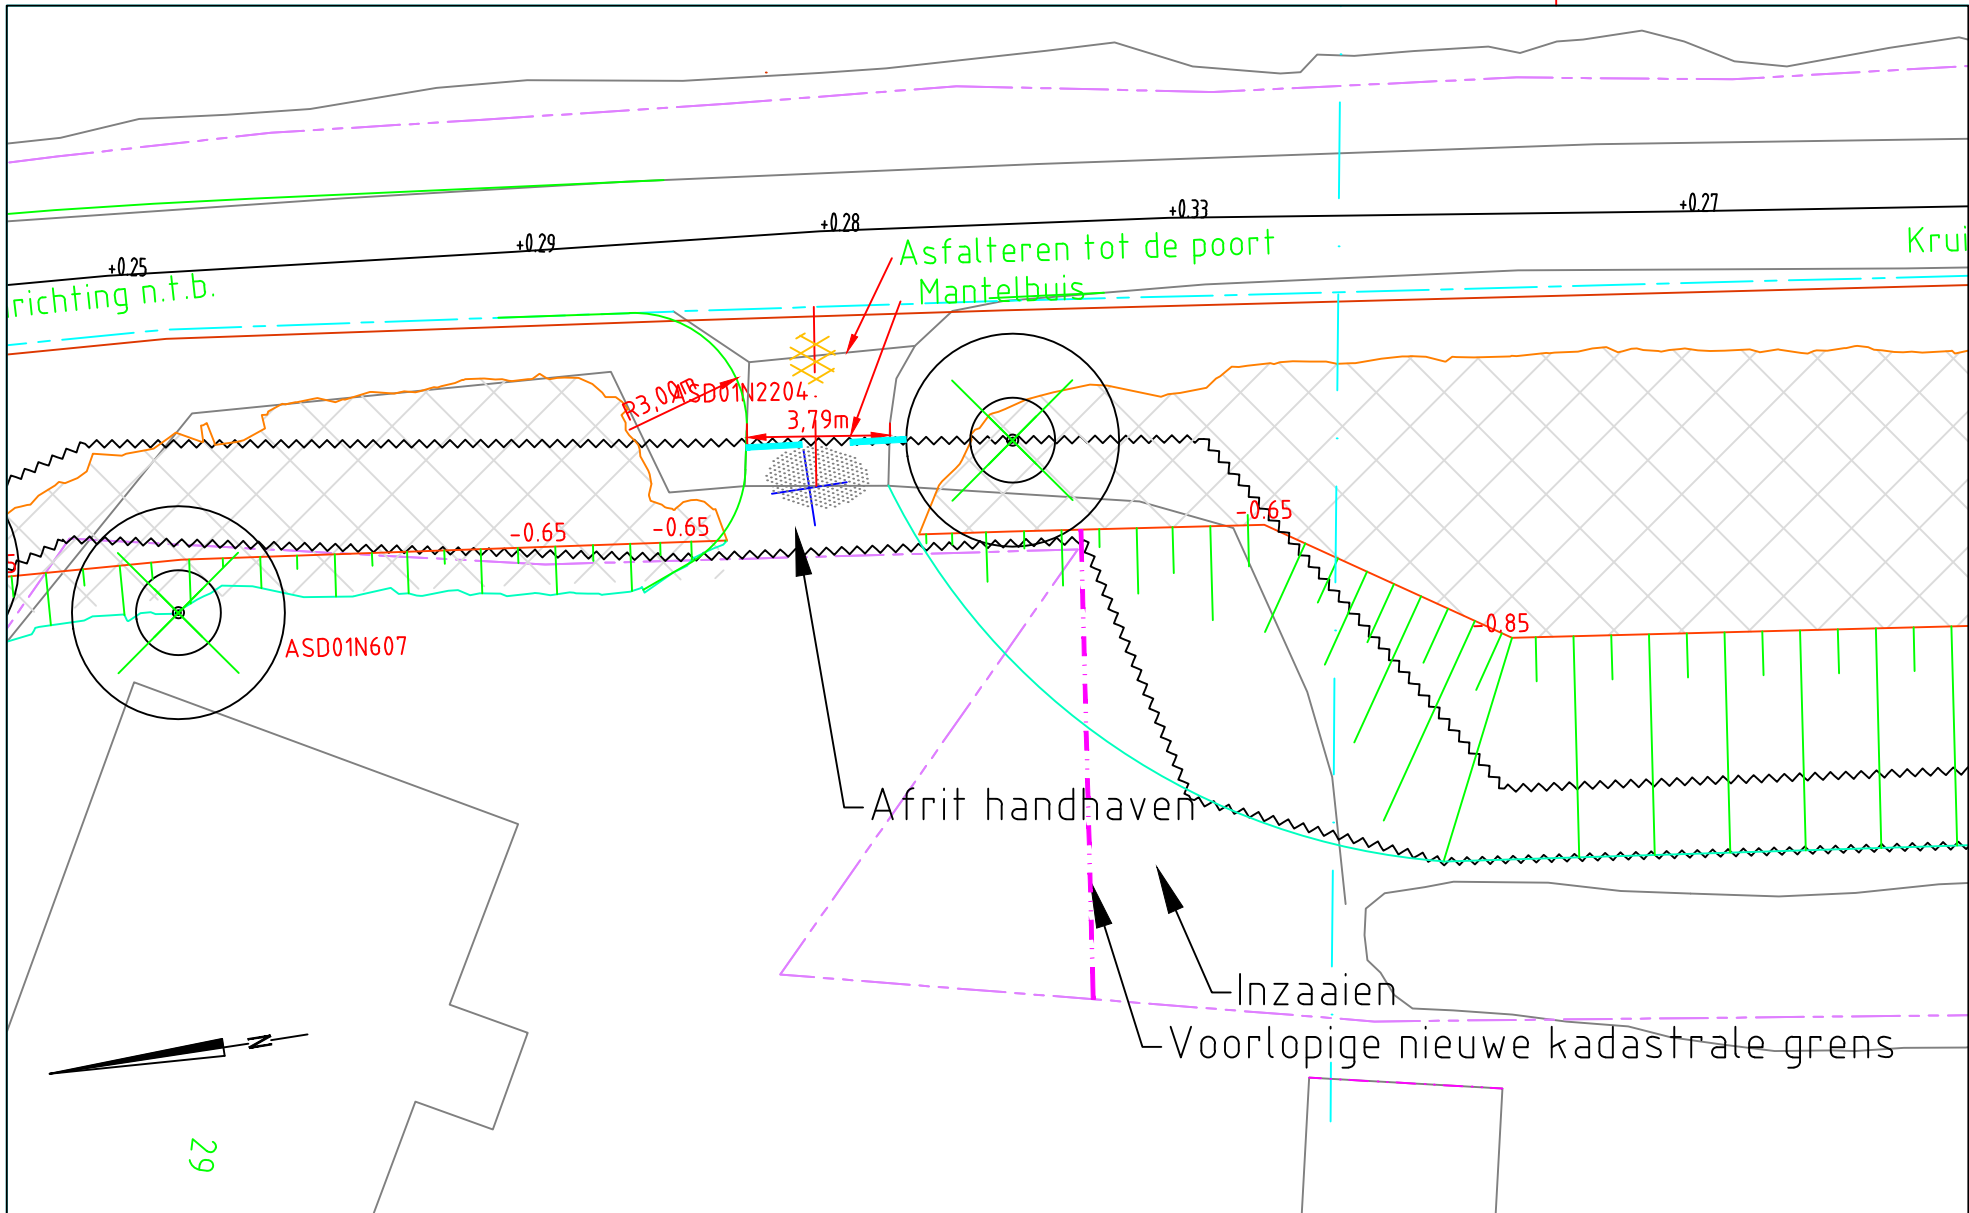 +0.33
+0.27
+0.28
+0.29
+0.25
Asfalteren tot de poort
Krui
richting n.t.b.
Mantelbuis
R3,00m
ASD01N2204
3,79m
-0.65
-0.65
-0.65
-0.85
ASD01N607
Afrit handhaven
Inzaaien
Voorlopige nieuwe kadastrale grens
N
29